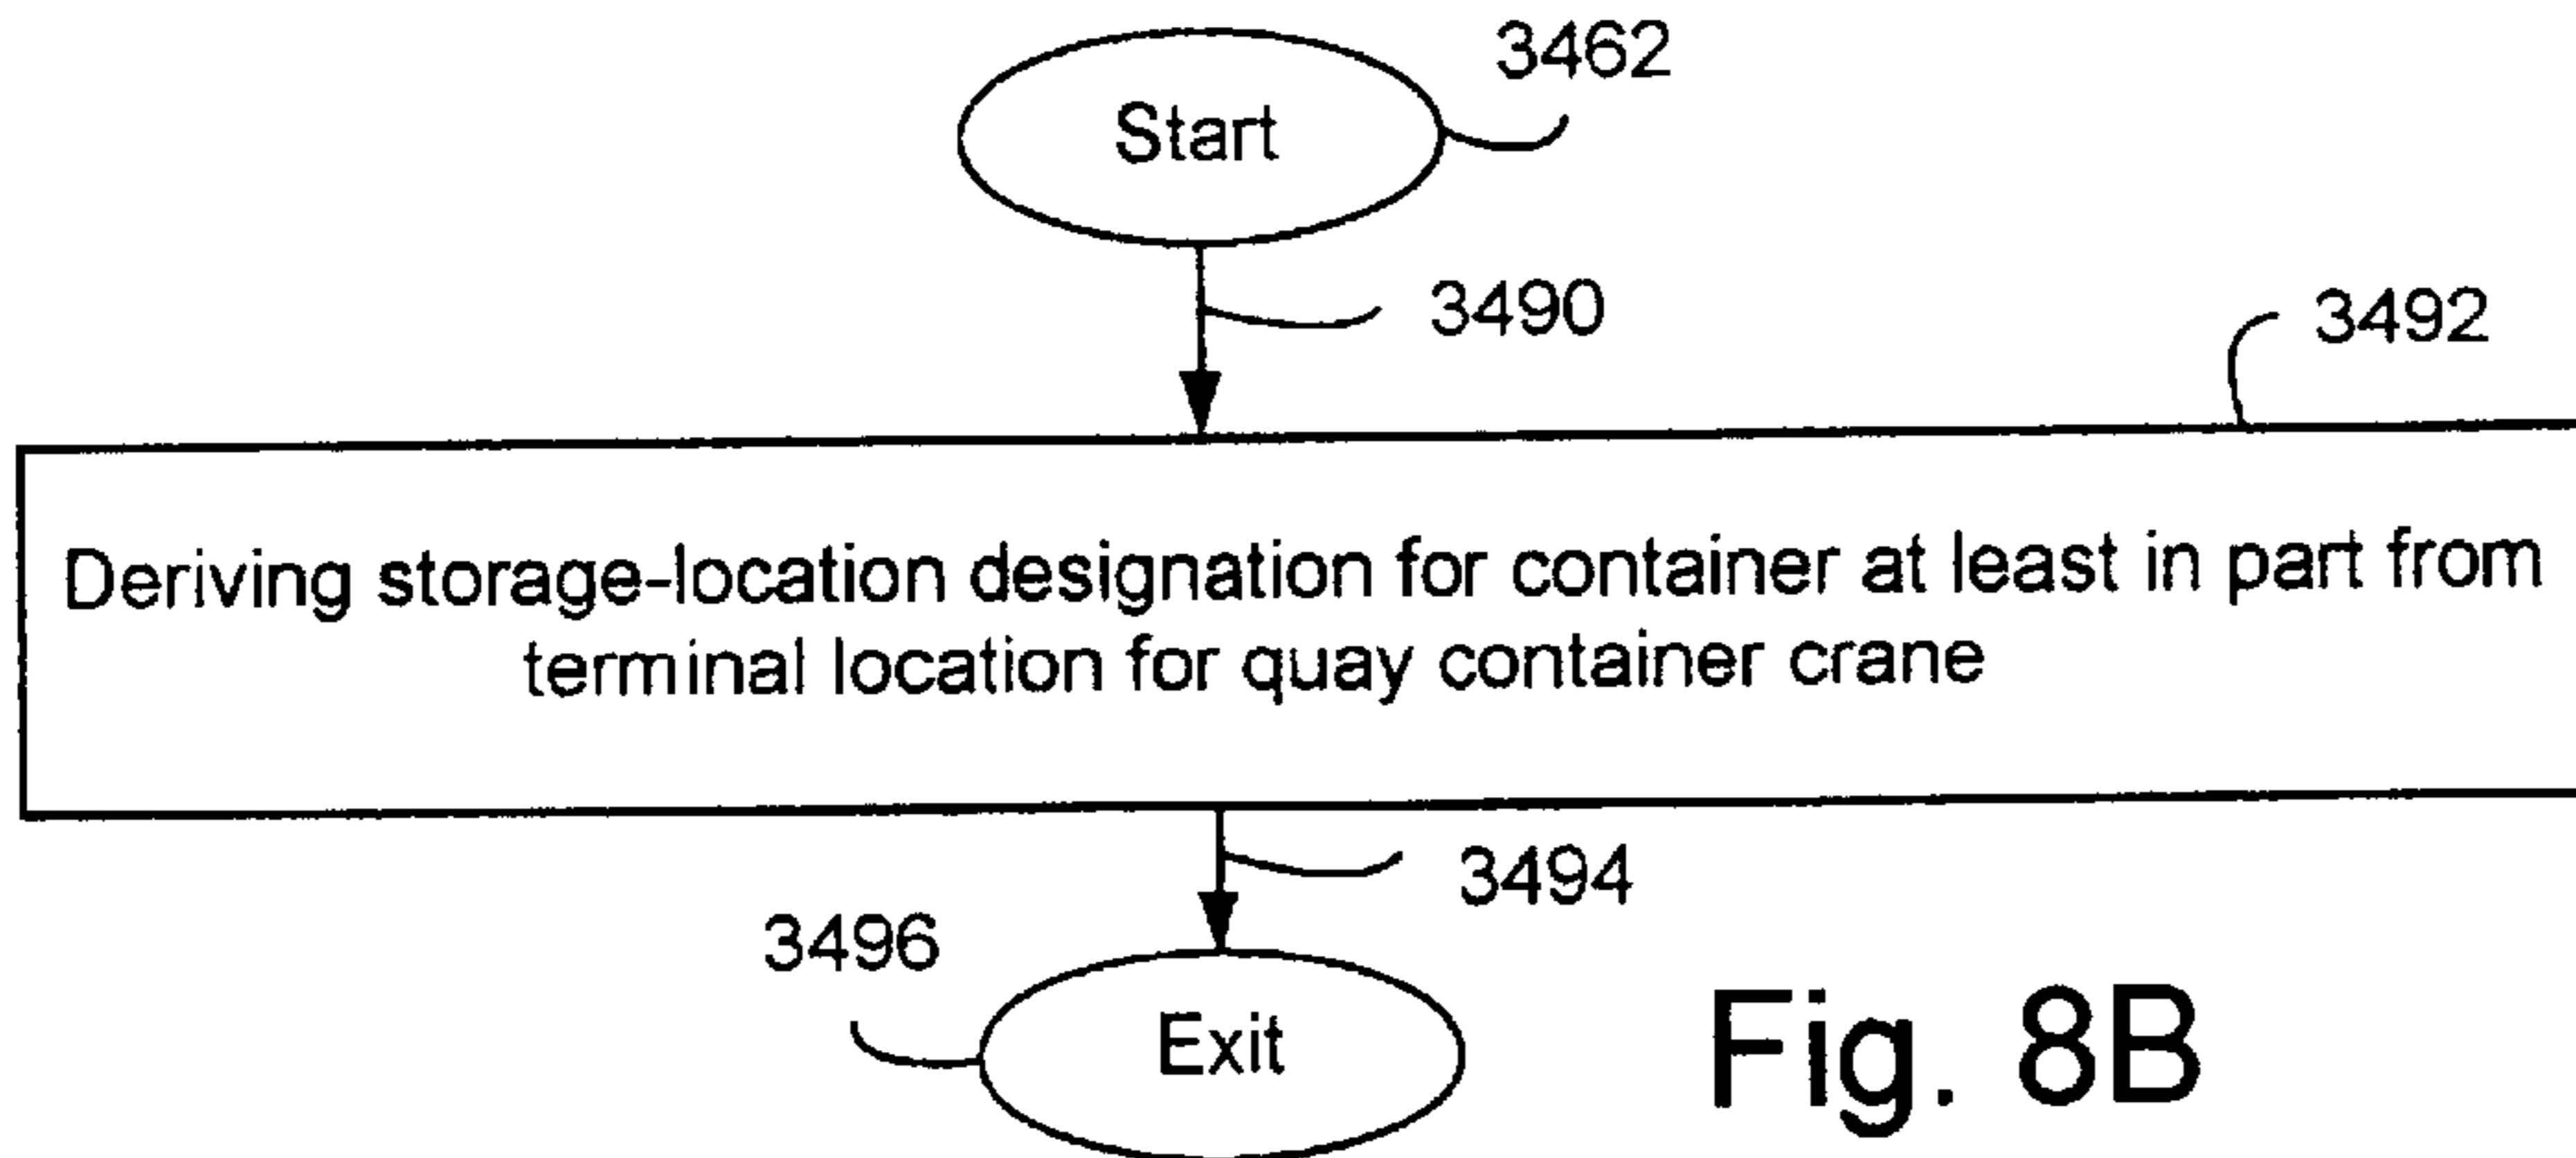 3462
Start
3490
3492
Deriving storage-location designation for container at least in part from
terminal location for quay container crane
3494
3496
Exit
Fig. 8B